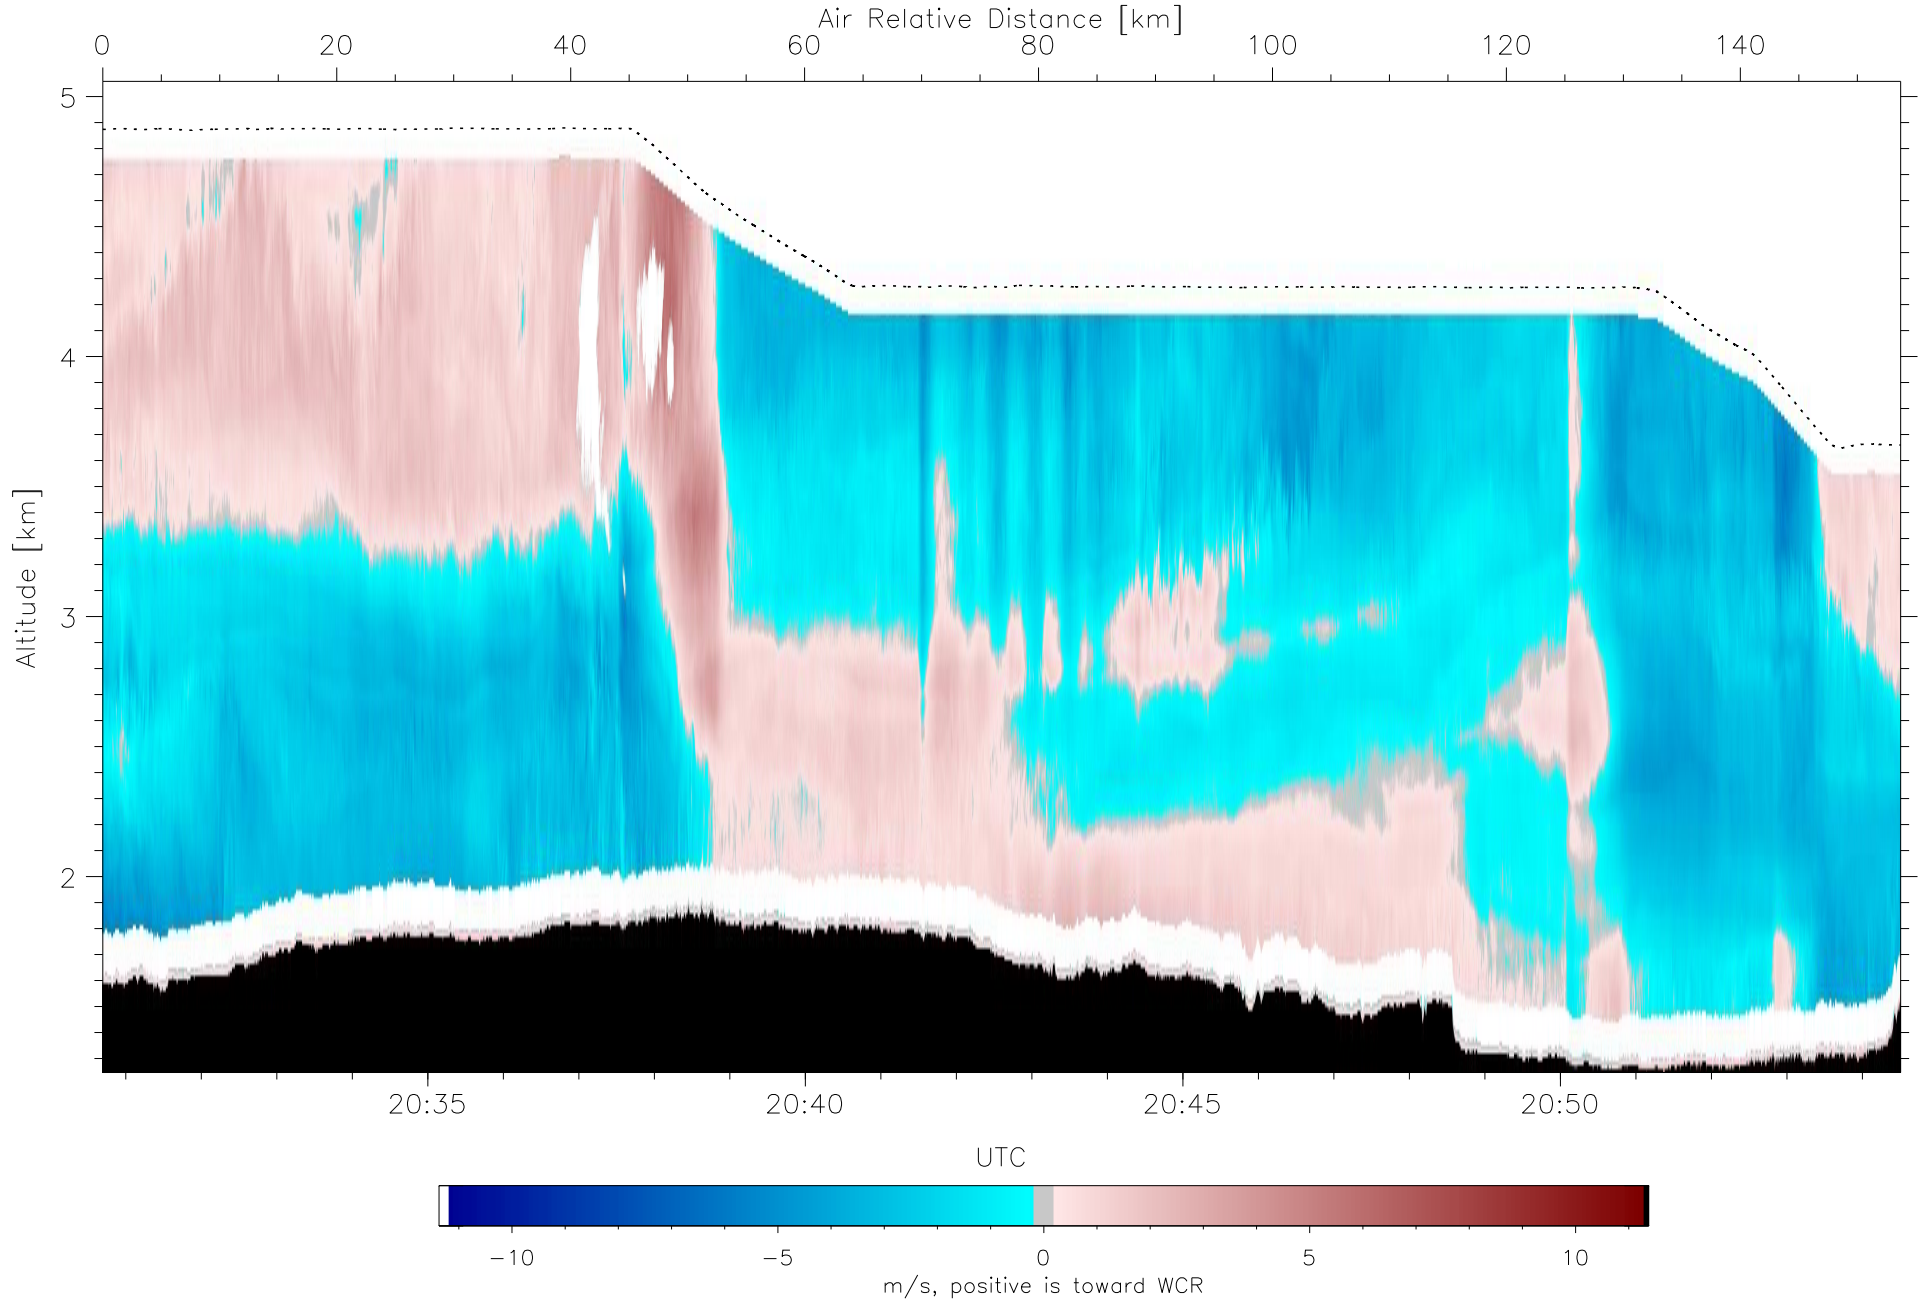 Air Relative Distance [km]
0 20 40 60 80 100 120 140
5
4
3
2
Altitude [km]
20:35 20:40 20:45 20:50
UTC
−10 −5 0 5 10
m/s, positive is toward WCR